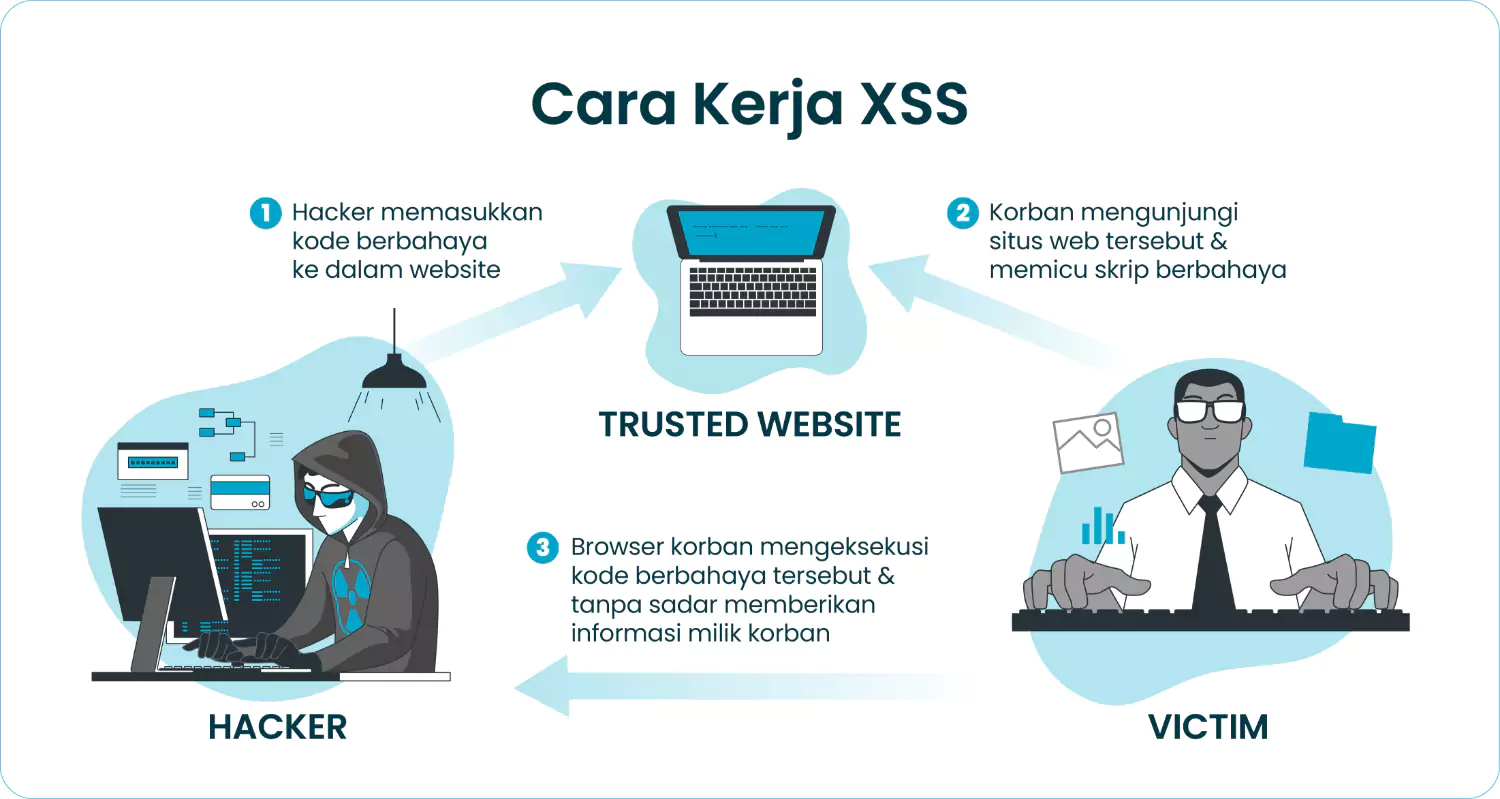 Cara Kerja XSS
1 Hacker memasukkan
kode berbahaya
ke dalam website
2 Korban mengunjungi
situs web tersebut &
memicu skrip berbahaya
TRUSTED WEBSITE
3 Browser korban mengeksekusi
kode berbahaya tersebut &
tanpa sadar memberikan
informasi milik korban
HACKER
VICTIM